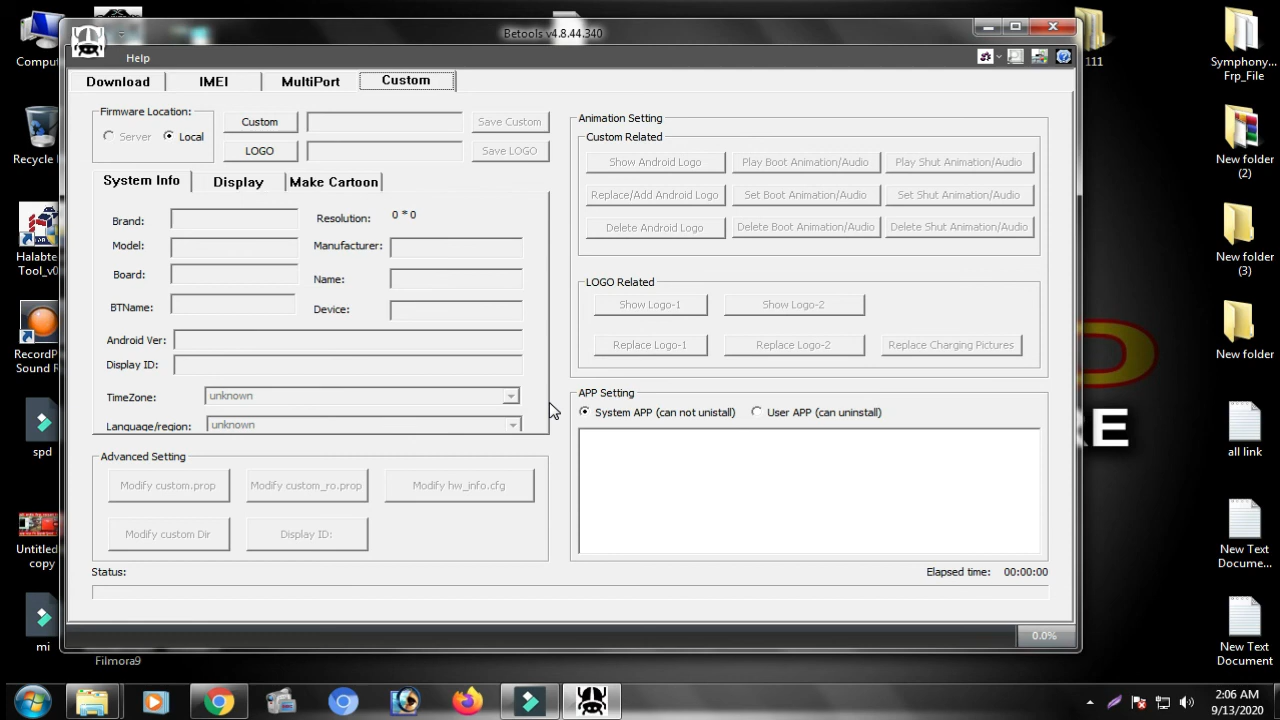 Betools v4.8.44.340
Help
Download
IMEI
MultiPort
Custom
Firmware Location:
Server
Local
Custom
Save Custom
LOGO
Save LOGO
System Info
Display
Make Cartoon
Brand:
Resolution:
0 * 0
Model:
Manufacturer:
Board:
Name:
BTName:
Device:
Android Ver:
Display ID:
TimeZone:
unknown
Language/region:
unknown
Advanced Setting
Modify custom.prop
Modify custom_ro.prop
Modify hw_info.cfg
Modify custom Dir
Display ID:
Animation Setting
Custom Related
Show Android Logo
Play Boot Animation/Audio
Play Shut Animation/Audio
Replace/Add Android Logo
Set Boot Animation/Audio
Set Shut Animation/Audio
Delete Android Logo
Delete Boot Animation/Audio
Delete Shut Animation/Audio
LOGO Related
Show Logo-1
Show Logo-2
Replace Logo-1
Replace Logo-2
Replace Charging Pictures
APP Setting
System APP (can not unistall)
User APP (can uninstall)
Status:
Elapsed time:
00:00:00
0.0%
Comput
Recycle
Halabte
Tool_v0
RecordP
Sound R
spd
Untitled
copy
mi
Filmora9
111
Symphony...
Frp_File
New folder
(2)
New folder
(3)
New folder
all link
New Text
Docume...
New Text
Document
RE
2:06 AM
9/13/2020